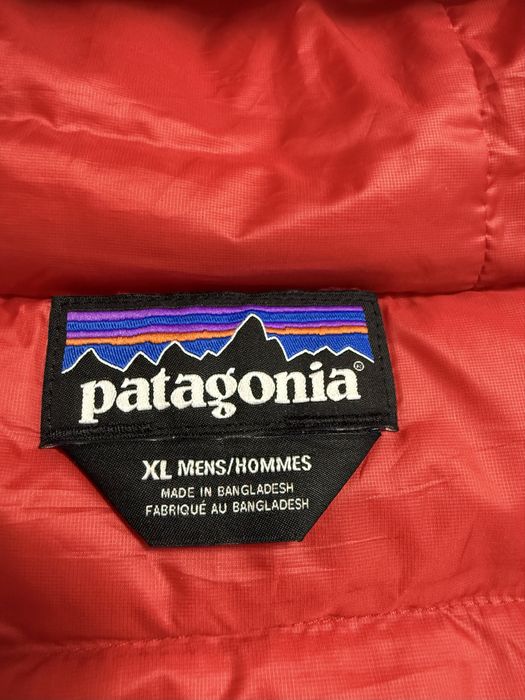 patagonia®
XL MENS/HOMMES
MADE IN BANGLADESH
FABRIQUÉ AU BANGLADESH